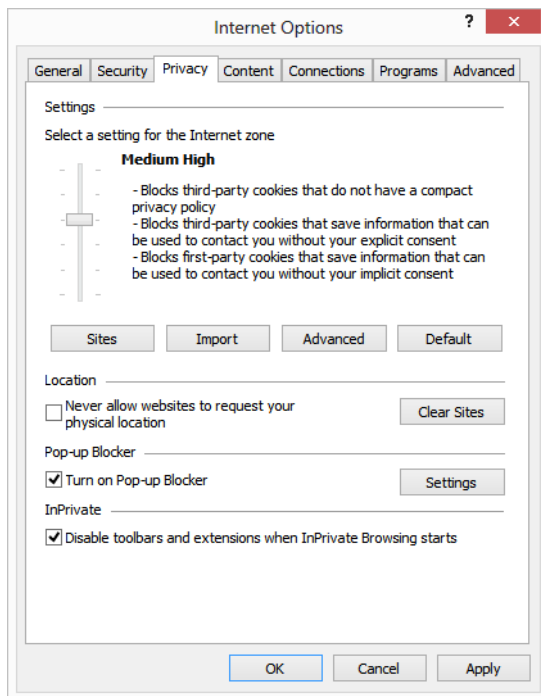 Internet Options
?
General Security Privacy Content Connections Programs Advanced
Settings
Select a setting for the Internet zone
Medium High
- Blocks third-party cookies that do not have a compact
privacy policy
- Blocks third-party cookies that save information that can
be used to contact you without your explicit consent
- Blocks first-party cookies that save information that can
be used to contact you without your implicit consent
Sites Import Advanced Default
Location
Never allow websites to request your
physical location
Clear Sites
Pop-up Blocker
Turn on Pop-up Blocker
Settings
InPrivate
Disable toolbars and extensions when InPrivate Browsing starts
OK Cancel Apply